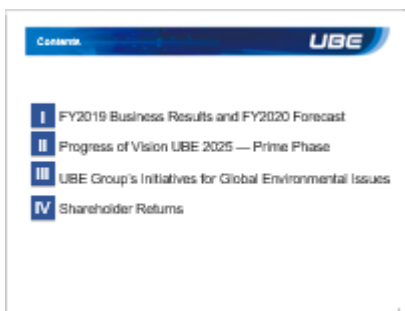 Contents
UBE
I FY2019 Business Results and FY2020 Forecast
II Progress of Vision UBE 2025 — Prime Phase
III UBE Group's Initiatives for Global Environmental Issues
IV Shareholder Returns